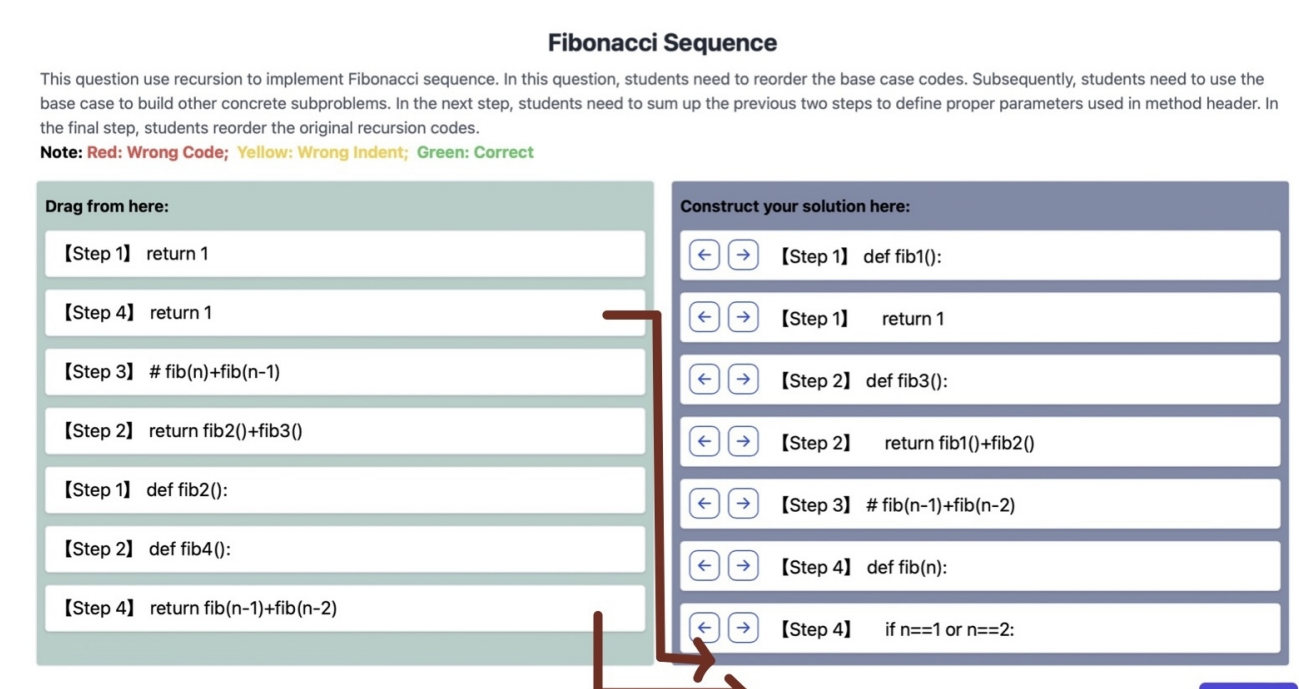 Fibonacci Sequence
This question use recursion to implement Fibonacci sequence. In this question, students need to reorder the base case codes. Subsequently, students need to use the
base case to build other concrete subproblems. In the next step, students need to sum up the previous two steps to define proper parameters used in method header. In
the final step, students reorder the original recursion codes.
Note: Red: Wrong Code; Yellow: Wrong Indent; Green: Correct
Drag from here:
【Step 1】 return 1
【Step 4】 return 1
【Step 3】 # fib(n)+fib(n-1)
【Step 2】 return fib2()+fib3()
【Step 1】 def fib2():
【Step 2】 def fib4():
【Step 4】 return fib(n-1)+fib(n-2)
Construct your solution here:
← → 【Step 1】 def fib1():
← → 【Step 1】 return 1
← → 【Step 2】 def fib3():
← → 【Step 2】 return fib1()+fib2()
← → 【Step 3】 # fib(n-1)+fib(n-2)
← → 【Step 4】 def fib(n):
← → 【Step 4】 if n==1 or n==2: